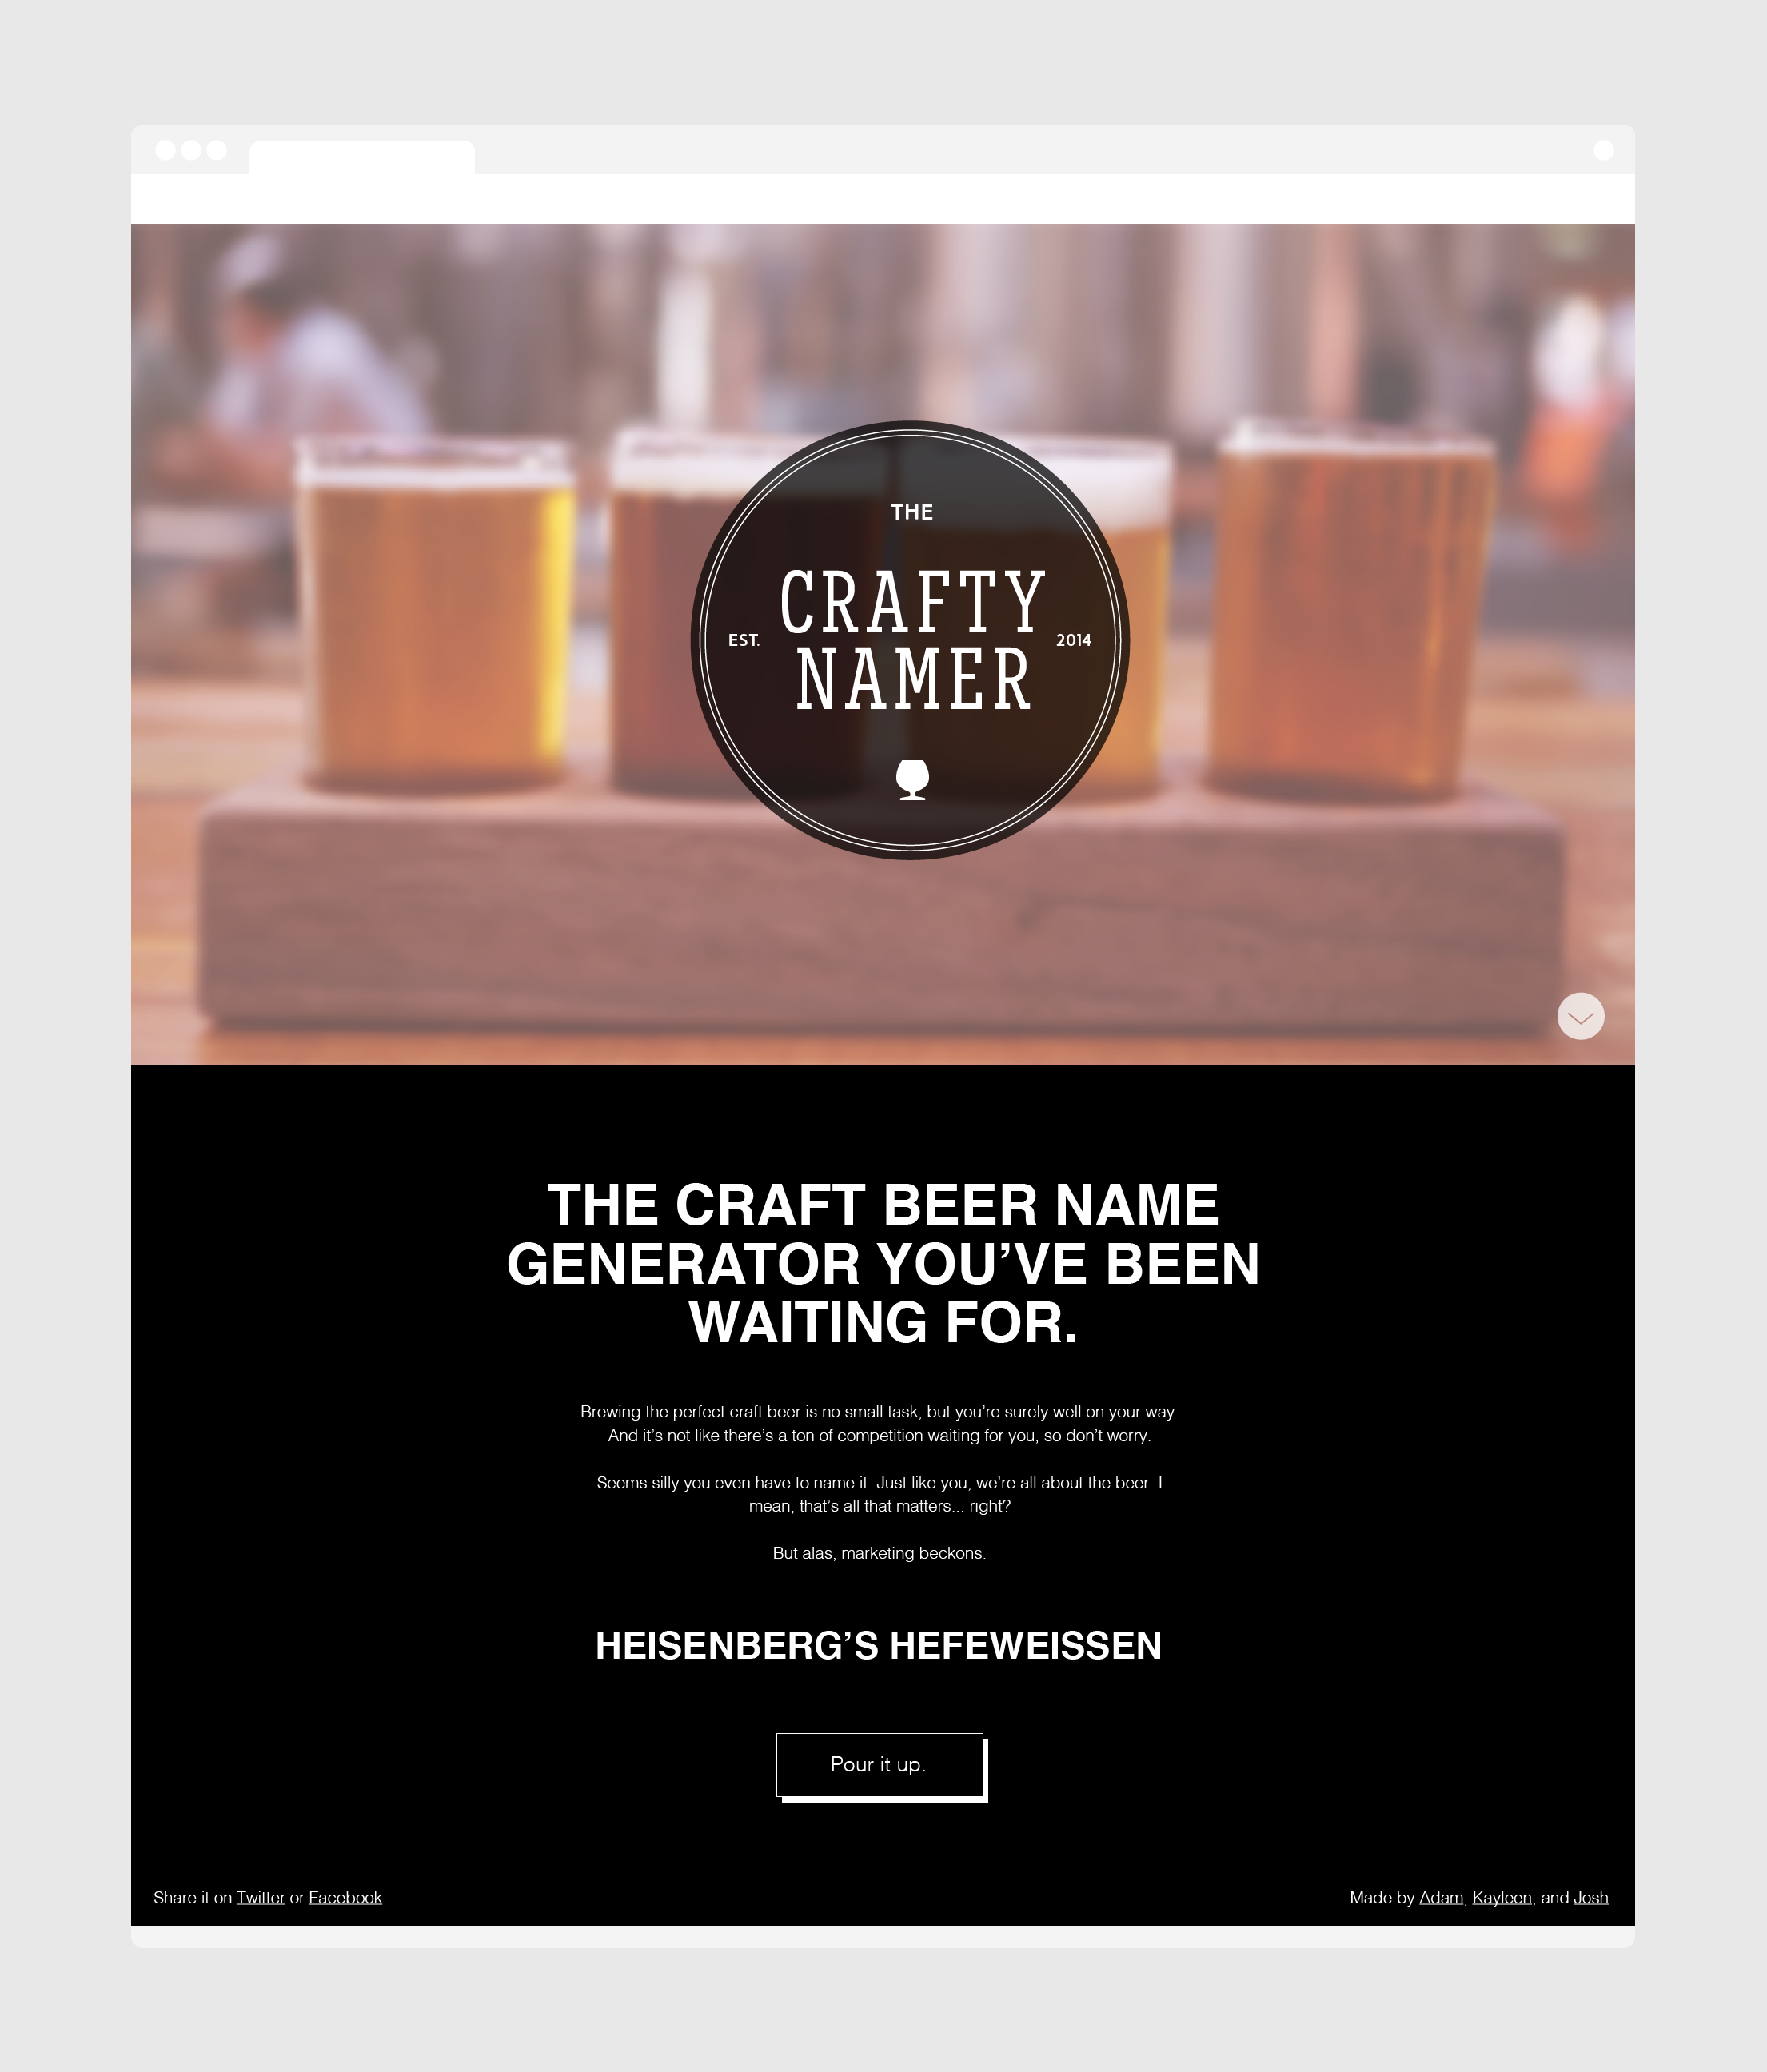 THE
CRAFTY
EST.
2014
NAMER
THE CRAFT BEER NAME
GENERATOR YOU’VE BEEN
WAITING FOR.
Brewing the perfect craft beer is no small task, but you’re surely well on your way.
And it’s not like there’s a ton of competition waiting for you, so don’t worry.
Seems silly you even have to name it. Just like you, we’re all about the beer. I
mean, that’s all that matters... right?
But alas, marketing beckons.
HEISENBERG’S HEFEWEISSEN
Pour it up.
Share it on Twitter or Facebook.
Made by Adam, Kayleen, and Josh.